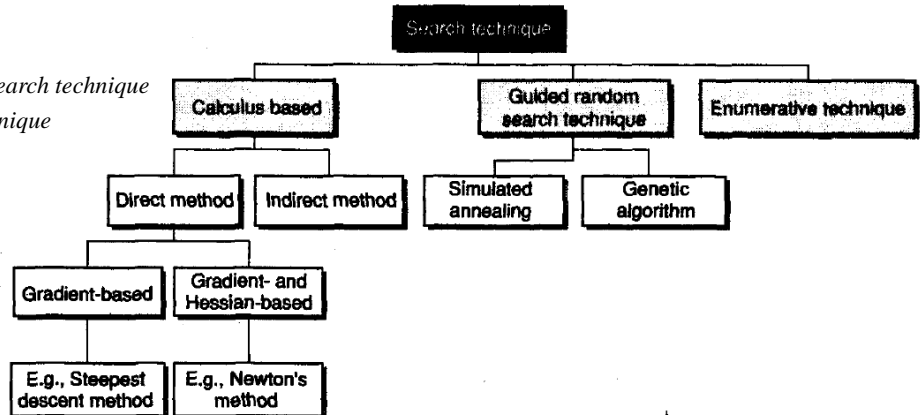 Search technique
earch technique
nique
Calculus based
Guided random
search technique
Enumerative technique
Direct method
Indirect method
Simulated
annealing
Genetic
algorithm
Gradient-based
Gradient- and
Hessian-based
E.g., Steepest
descent method
E.g., Newton's
method